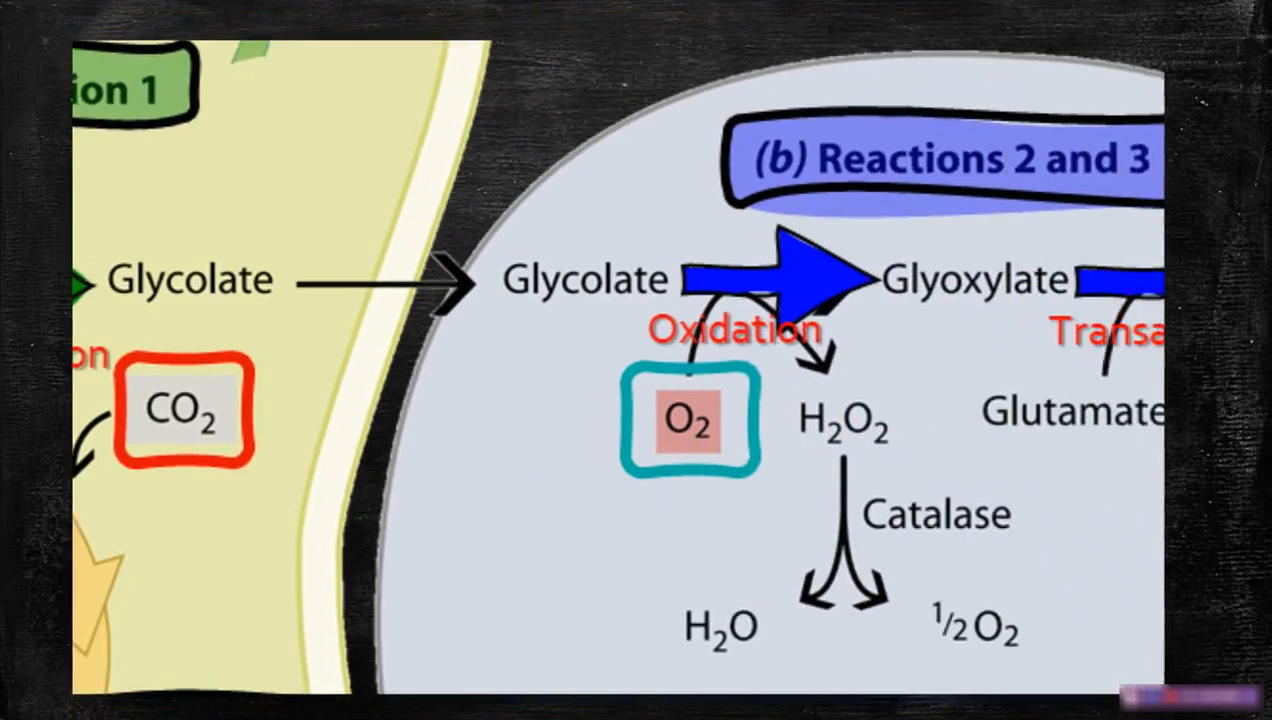 ion 1
(b) Reactions 2 and 3
Glycolate
Glycolate
Glyoxylate
Oxidation
Transa
on
CO₂
O₂
H₂O₂
Glutamate
Catalase
H₂O
½ O₂